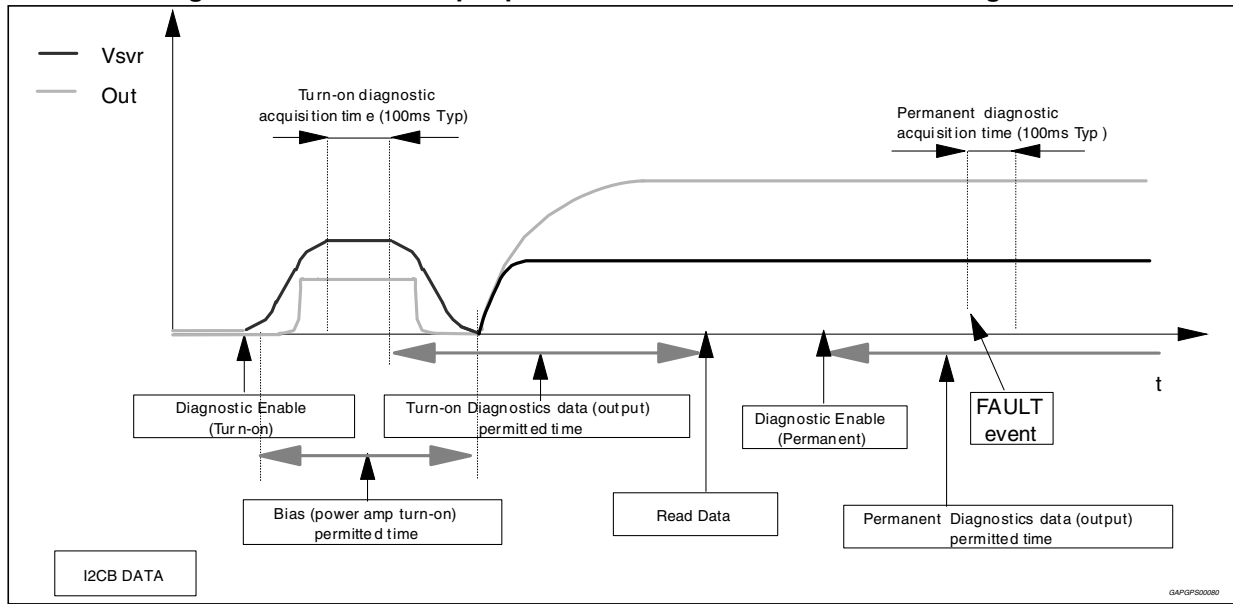 Vsvr
Out
Turn-on diagnostic
acquisition time (100ms Typ)
Permanent diagnostic
acquisition time (100ms Typ )
t
Diagnostic Enable
(Turn-on)
Turn-on Diagnostics data (output)
permitted time
Diagnostic Enable
(Permanent)
FAULT
event
Bias (power amp turn-on)
permitted time
Read Data
Permanent Diagnostics data (output)
permitted time
I2CB DATA
GAPGPS00080